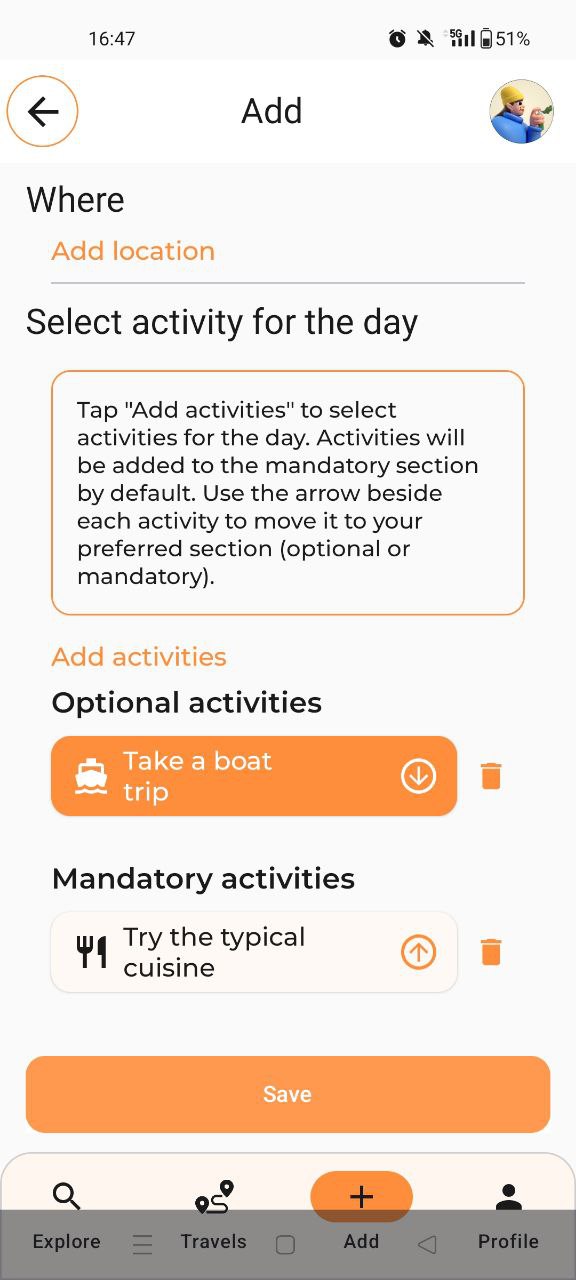 16:47
5G
51%
Add
Where
Add location
Select activity for the day
Tap "Add activities" to select
activities for the day. Activities will
be added to the mandatory section
by default. Use the arrow beside
each activity to move it to your
preferred section (optional or
mandatory).
Add activities
Optional activities
Take a boat
trip
Mandatory activities
Try the typical
cuisine
Save
Explore
Travels
Add
Profile